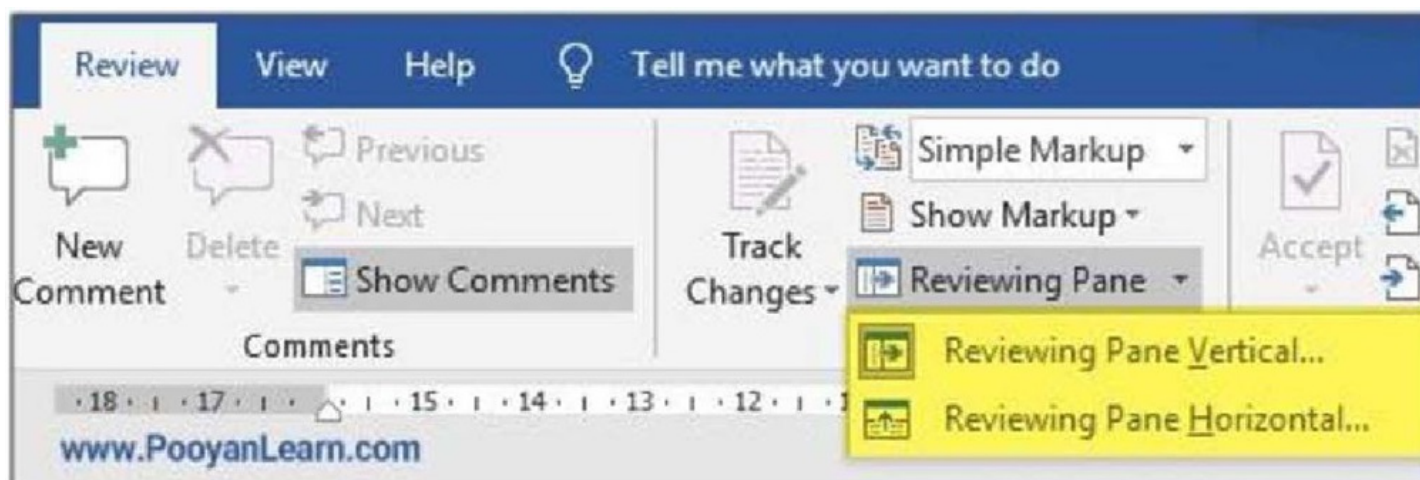 Review View Help Tell me what you want to do
Previous
Next
New Comment
Delete
Show Comments
Comments
Track Changes
Simple Markup
Show Markup
Reviewing Pane
Accept
Reviewing Pane Vertical...
Reviewing Pane Horizontal...
18 17 15 14 13 12
www.PooyanLearn.com